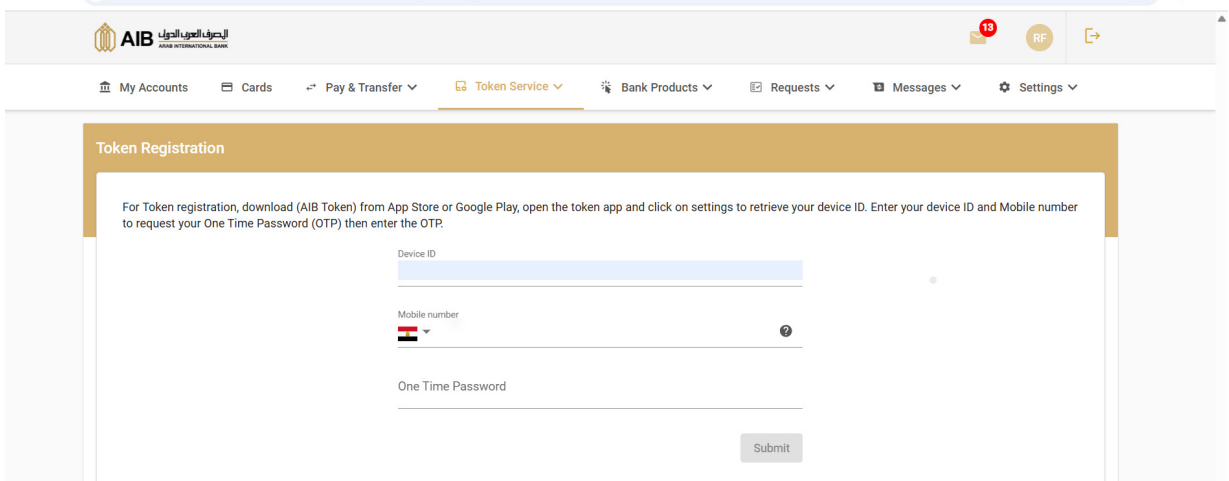 AIB المصرف العربي الدولي
ARAB INTERNATIONAL BANK
13
RF
My Accounts Cards Pay & Transfer Token Service Bank Products Requests Messages Settings
Token Registration
For Token registration, download (AIB Token) from App Store or Google Play, open the token app and click on settings to retrieve your device ID. Enter your device ID and Mobile number
to request your One Time Password (OTP) then enter the OTP.
Device ID
Mobile number
One Time Password
Submit